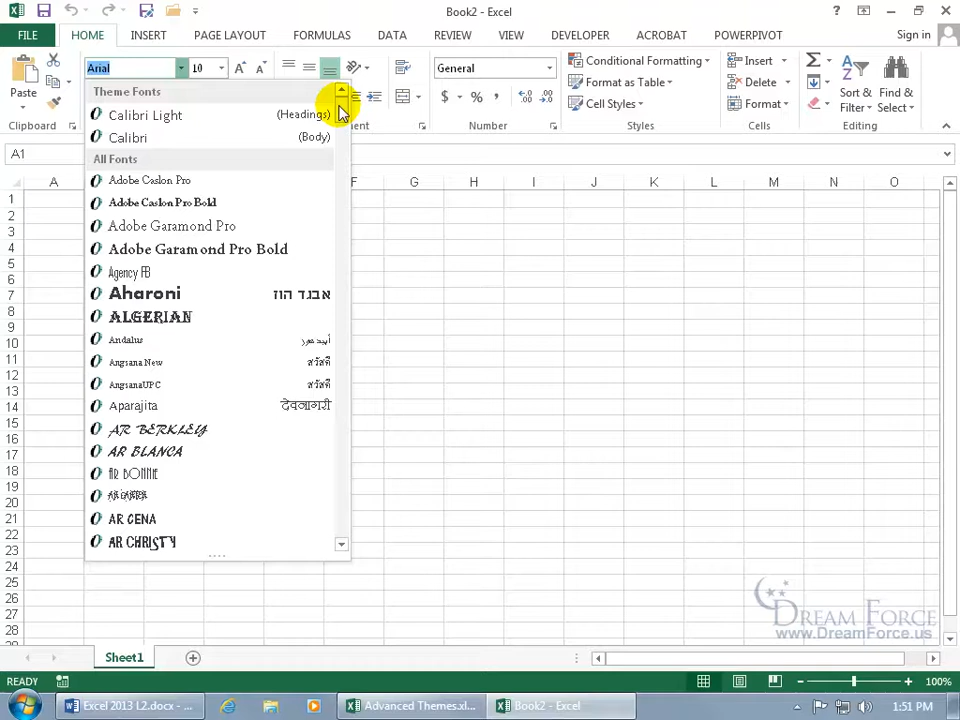 Book2 - Excel
FILE HOME INSERT PAGE LAYOUT FORMULAS DATA REVIEW VIEW DEVELOPER ACROBAT POWERPIVOT Sign in
Paste
Arial 10
General
$ % ,
Conditional Formatting
Format as Table
Cell Styles
Insert
Delete
Format
Sort & Filter
Find & Select
Clipboard Number Styles Cells Editing
A1
Theme Fonts
Calibri Light (Headings)
Calibri (Body)
All Fonts
Adobe Caslon Pro
Adobe Caslon Pro Bold
Adobe Garamond Pro
Adobe Garamond Pro Bold
Agency FB
Aharoni אבגד הוז
ALGERIAN
Andalus أبجد هوز
Angsana New สวัสดี
AngsanaUPC สวัสดี
Aparajita देवनागरी
AR BERKLEY
AR BLANCA
AR BONNIE
AR CENA
AR CHRISTY
A F G H I J K L M N O
1
2
3
4
5
6
7
8
9
10
11
12
13
14
15
16
17
18
19
20
21
22
23
24
25
26
27
28
DREAM FORCE
www.DreamForce.us
Sheet1
READY 100%
Excel 2013 L2.docx - ...
Advanced Themes.xl...
Book2 - Excel
1:51 PM